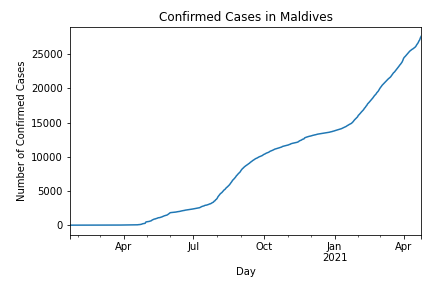 Confirmed Cases in Maldives
Number of Confirmed Cases
25000
20000
15000
10000
5000
0
Apr Jul Oct Jan Apr
2021
Day